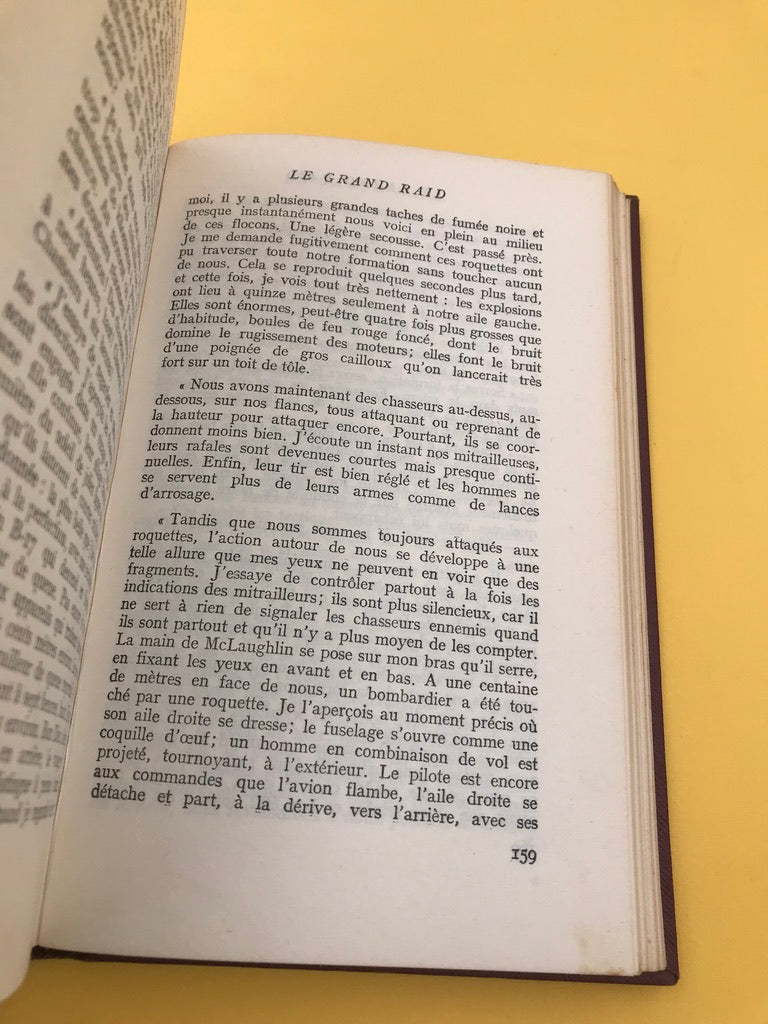 LE GRAND RAID
moi, il y a plusieurs grandes taches de fumée noire et
presque instantanément nous voici en plein au milieu
de ces flocons. Une légère secousse. C'est passé près.
Je me demande fugitivement comment ces roquettes ont
pu traverser toute notre formation sans toucher aucun
de nous. Cela se reproduit quelques secondes plus tard,
et cette fois, je vois tout très nettement : les explosions
ont lieu à quinze mètres seulement à notre aile gauche.
Elles sont énormes, peut-être quatre fois plus grosses que
d'habitude, boules de feu rouge foncé, dont le bruit
domine le rugissement des moteurs; elles font le bruit
d'une poignée de gros cailloux qu'on lancerait très
fort sur un toit de tôle.
« Nous avons maintenant des chasseurs au-dessus, au-
dessous, sur nos flancs, tous attaquant ou reprenant de
la hauteur pour attaquer encore. Pourtant, ils se coor-
donnent moins bien. J'écoute un instant nos mitrailleuses,
leurs rafales sont devenues courtes mais presque conti-
nuelles. Enfin, leur tir est bien réglé et les hommes ne
se servent plus de leurs armes comme de lances
d'arrosage.
« Tandis que nous sommes toujours attaqués aux
roquettes, l'action autour de nous se développe à une
telle allure que mes yeux ne peuvent en voir que des
fragments. J'essaye de contrôler partout à la fois les
indications des mitrailleurs; ils sont plus silencieux, car il
ne sert à rien de signaler les chasseurs ennemis quand
ils sont partout et qu'il n'y a plus moyen de les compter.
La main de McLaughlin se pose sur mon bras qu'il serre,
en fixant les yeux en avant et en bas. A une centaine
de mètres en face de nous, un bombardier a été tou-
ché par une roquette. Je l'aperçois au moment précis où
son aile droite se dresse; le fuselage s'ouvre comme une
coquille d'œuf; un homme en combinaison de vol est
projeté, tournoyant, à l'extérieur. Le pilote est encore
aux commandes que l'avion flambe, l'aile droite se
détache et part, à la dérive, vers l'arrière, avec ses
159